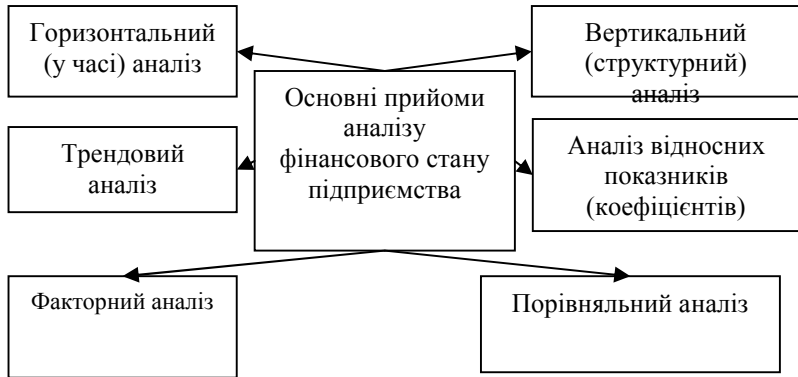 Горизонтальний
(у часі) аналіз
Вертикальний
(структурний)
аналіз
Основні прийоми
аналізу
фінансового стану
підприємства
Трендовий
аналіз
Аналіз відносних
показників
(коефіцієнтів)
Факторний аналіз
Порівняльний аналіз